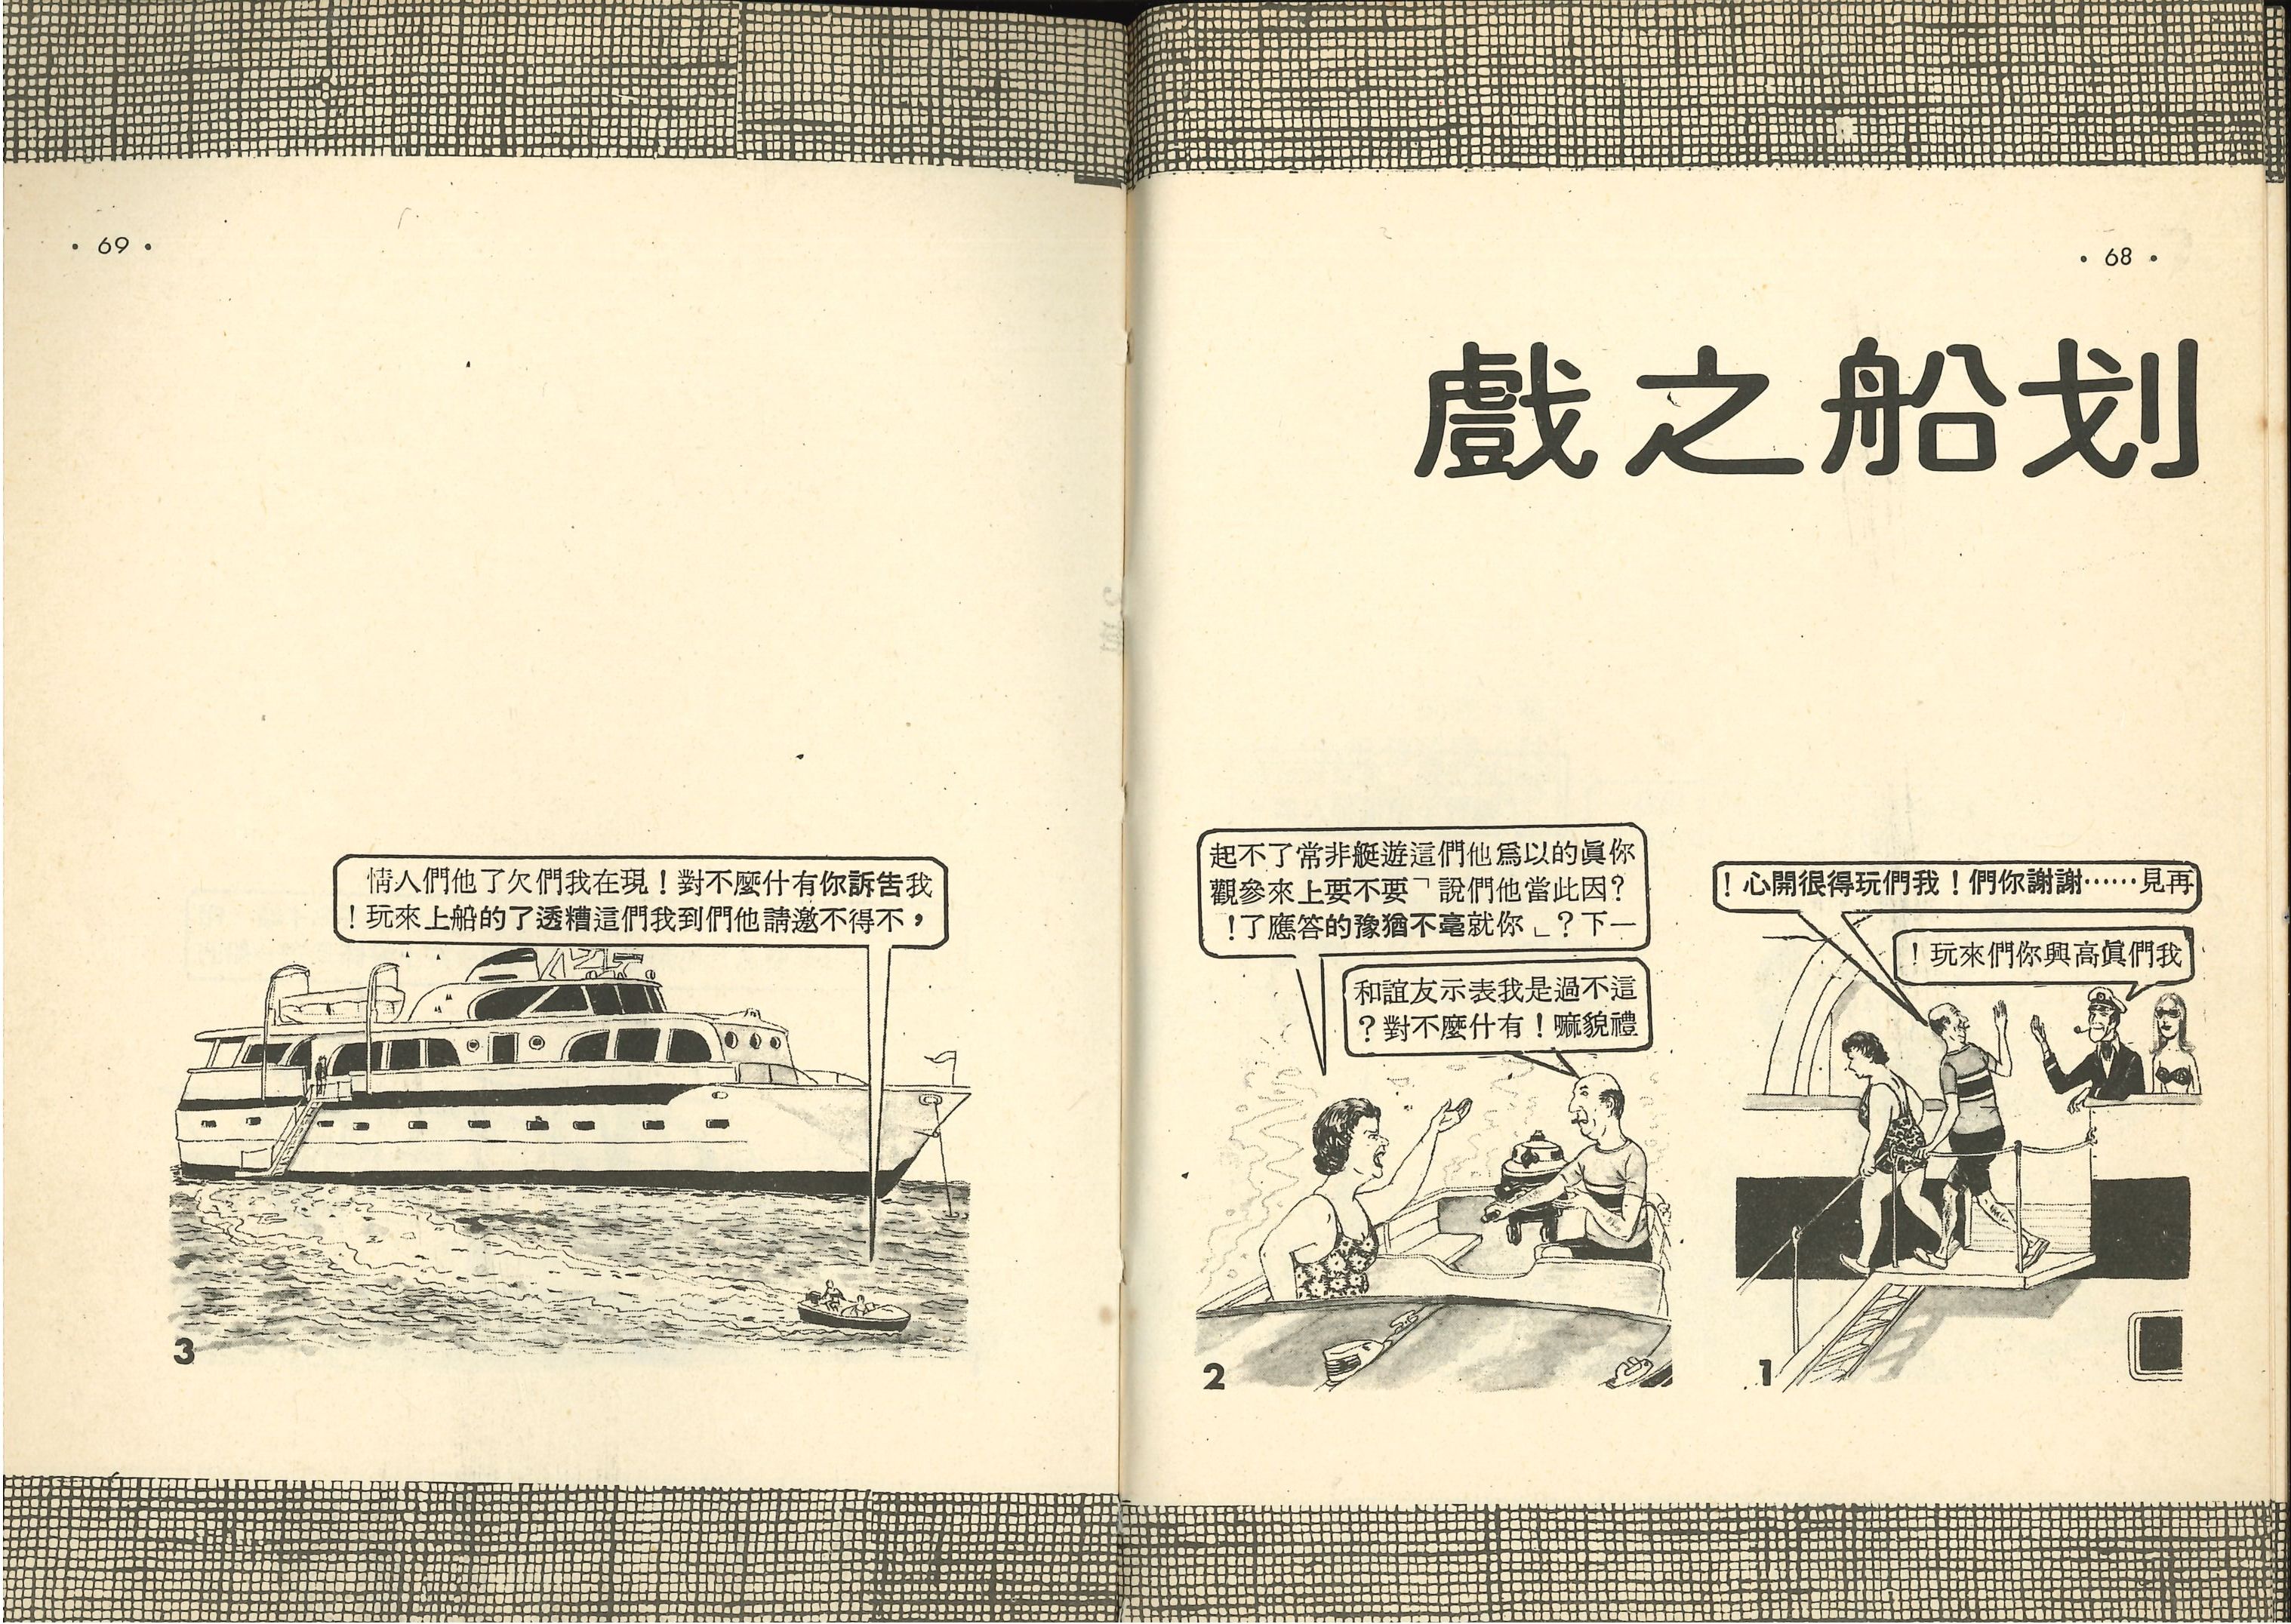 · 68 ·
划船之戲
再見⋯⋯謝謝你們！我們玩得很開心！
我們眞高興你們來玩！
1
你眞的以爲他們這遊艇非常了不起
？因此當他們說「要不要上來參觀
一下？」你就毫不猶豫的答應了！
這不過是我表示友誼和
禮貌嘛！有什麼不對？
2
· 69 ·
我告訴你有什麼不對！現在我們欠了他們人情
，不得不邀請他們到我們這糟透了的船上來玩！
3